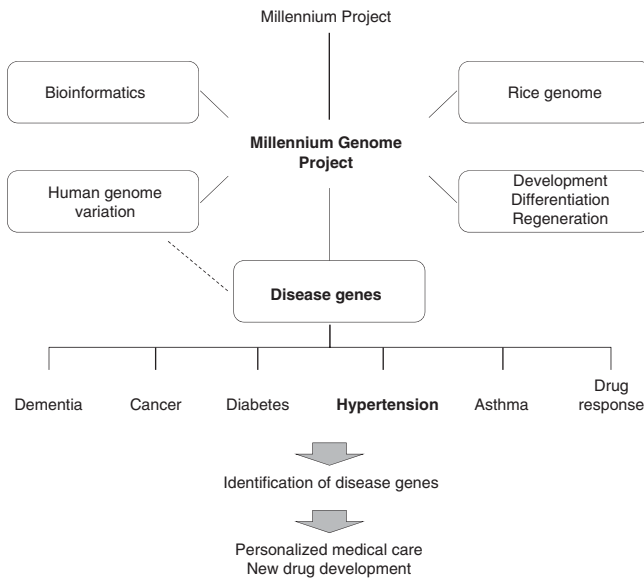 Millennium Project
Bioinformatics
Rice genome
Millennium Genome
Project
Human genome
variation
Development
Differentiation
Regeneration
Disease genes
Dementia
Cancer
Diabetes
Hypertension
Asthma
Drug
response
Identification of disease genes
Personalized medical care
New drug development